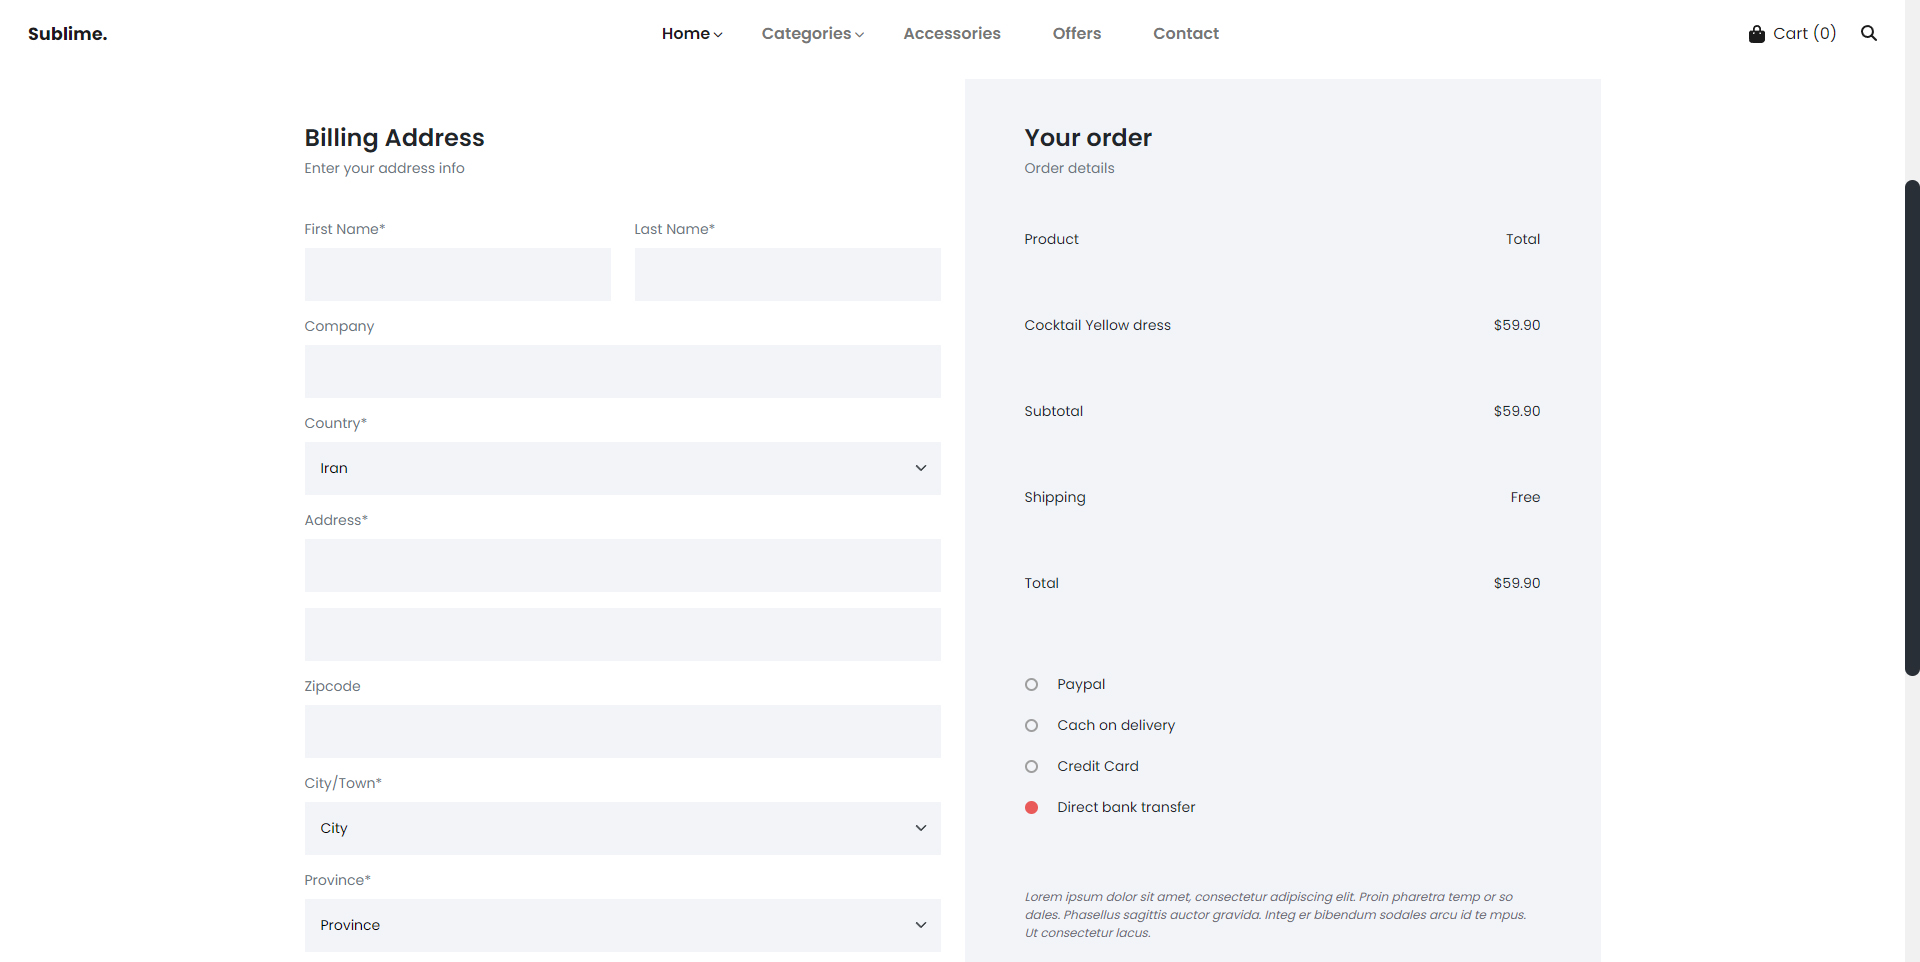 Sublime.
Home
Categories
Accessories
Offers
Contact
Cart (0)
Billing Address
Enter your address info
First Name*
Last Name*
Company
Country*
Iran
Address*
Zipcode
City/Town*
City
Province*
Province
Your order
Order details
Product Total
Cocktail Yellow dress $59.90
Subtotal $59.90
Shipping Free
Total $59.90
Paypal
Cach on delivery
Credit Card
Direct bank transfer
Lorem ipsum dolor sit amet, consectetur adipiscing elit. Proin pharetra temp or so
dales. Phasellus sagittis auctor gravida. Integ er bibendum sodales arcu id te mpus.
Ut consectetur lacus.